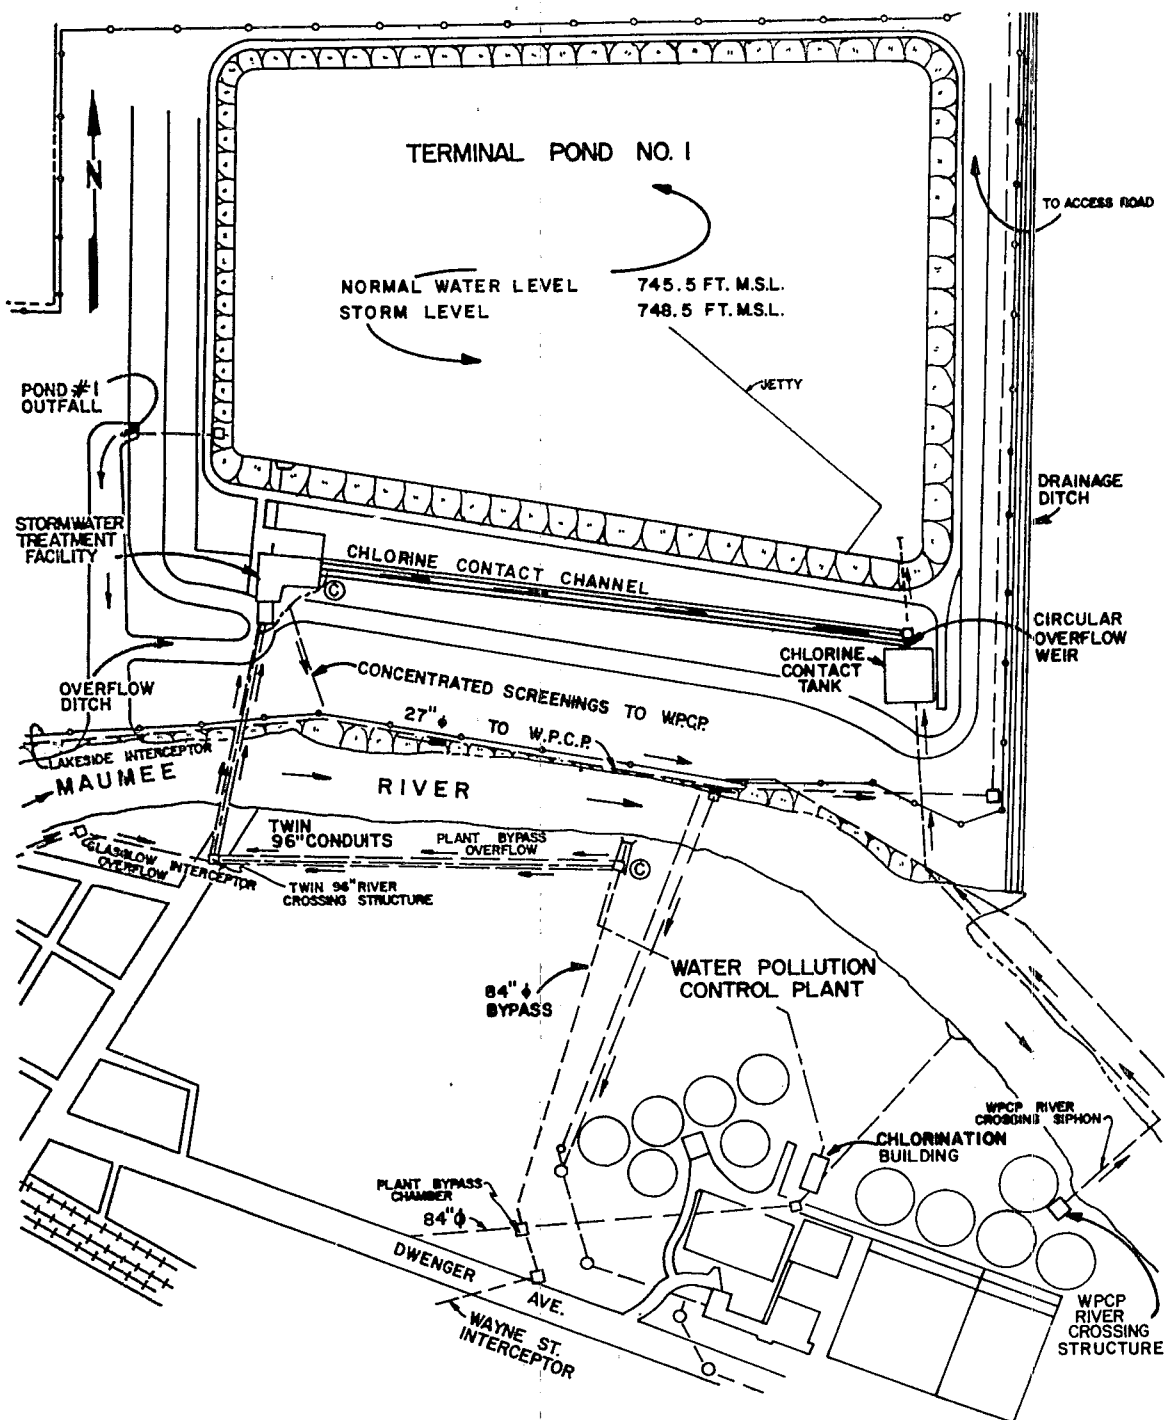 TERMINAL POND NO. 1
N
TO ACCESS ROAD
NORMAL WATER LEVEL 745.5 FT. M.S.L.
STORM LEVEL 748.5 FT. M.S.L.
JETTY
POND #1
OUTFALL
DRAINAGE
DITCH
STORMWATER
TREATMENT
FACILITY
CHLORINE CONTACT CHANNEL
C
CIRCULAR
OVERFLOW
WEIR
CHLORINE
CONTACT
TANK
OVERFLOW
DITCH
CONCENTRATED SCREENINGS TO WPCP
27" ϕ TO W.P.C.P.
LAKESIDE INTERCEPTOR
MAUMEE RIVER
TWIN
96" CONDUITS
PLANT BYPASS
OVERFLOW
GLASGLOW INTERCEPTOR
OVERFLOW
TWIN 96" RIVER
CROSSING STRUCTURE
C
84" ϕ
BYPASS
WATER POLLUTION
CONTROL PLANT
WPCP RIVER
CROSSING SIPHON
CHLORINATION
BUILDING
PLANT BYPASS
CHAMBER
84" ϕ
DWENGER AVE.
WAYNE ST.
INTERCEPTOR
WPCP
RIVER
CROSSING
STRUCTURE